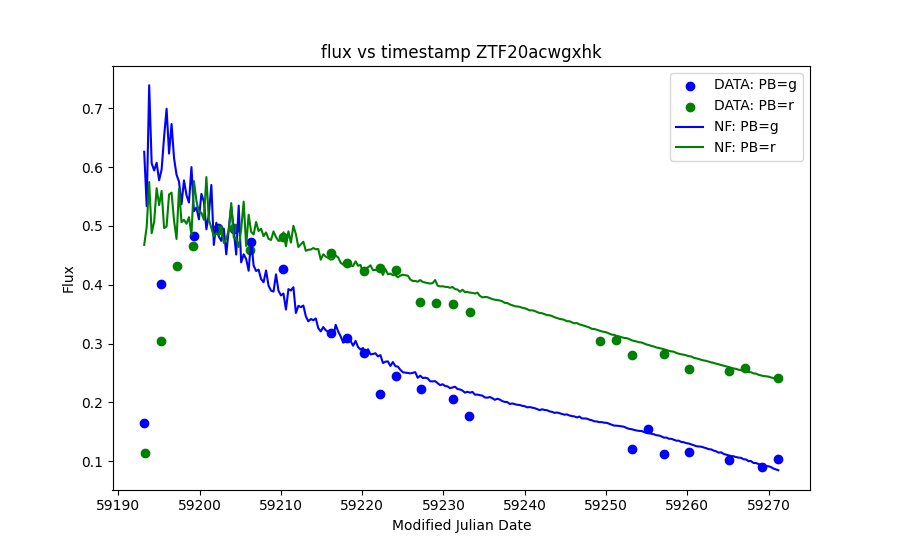 flux vs timestamp ZTF20acwgxhk
DATA: PB=g
DATA: PB=r
NF: PB=g
NF: PB=r
Flux
0.7
0.6
0.5
0.4
0.3
0.2
0.1
59190 59200 59210 59220 59230 59240 59250 59260 59270
Modified Julian Date